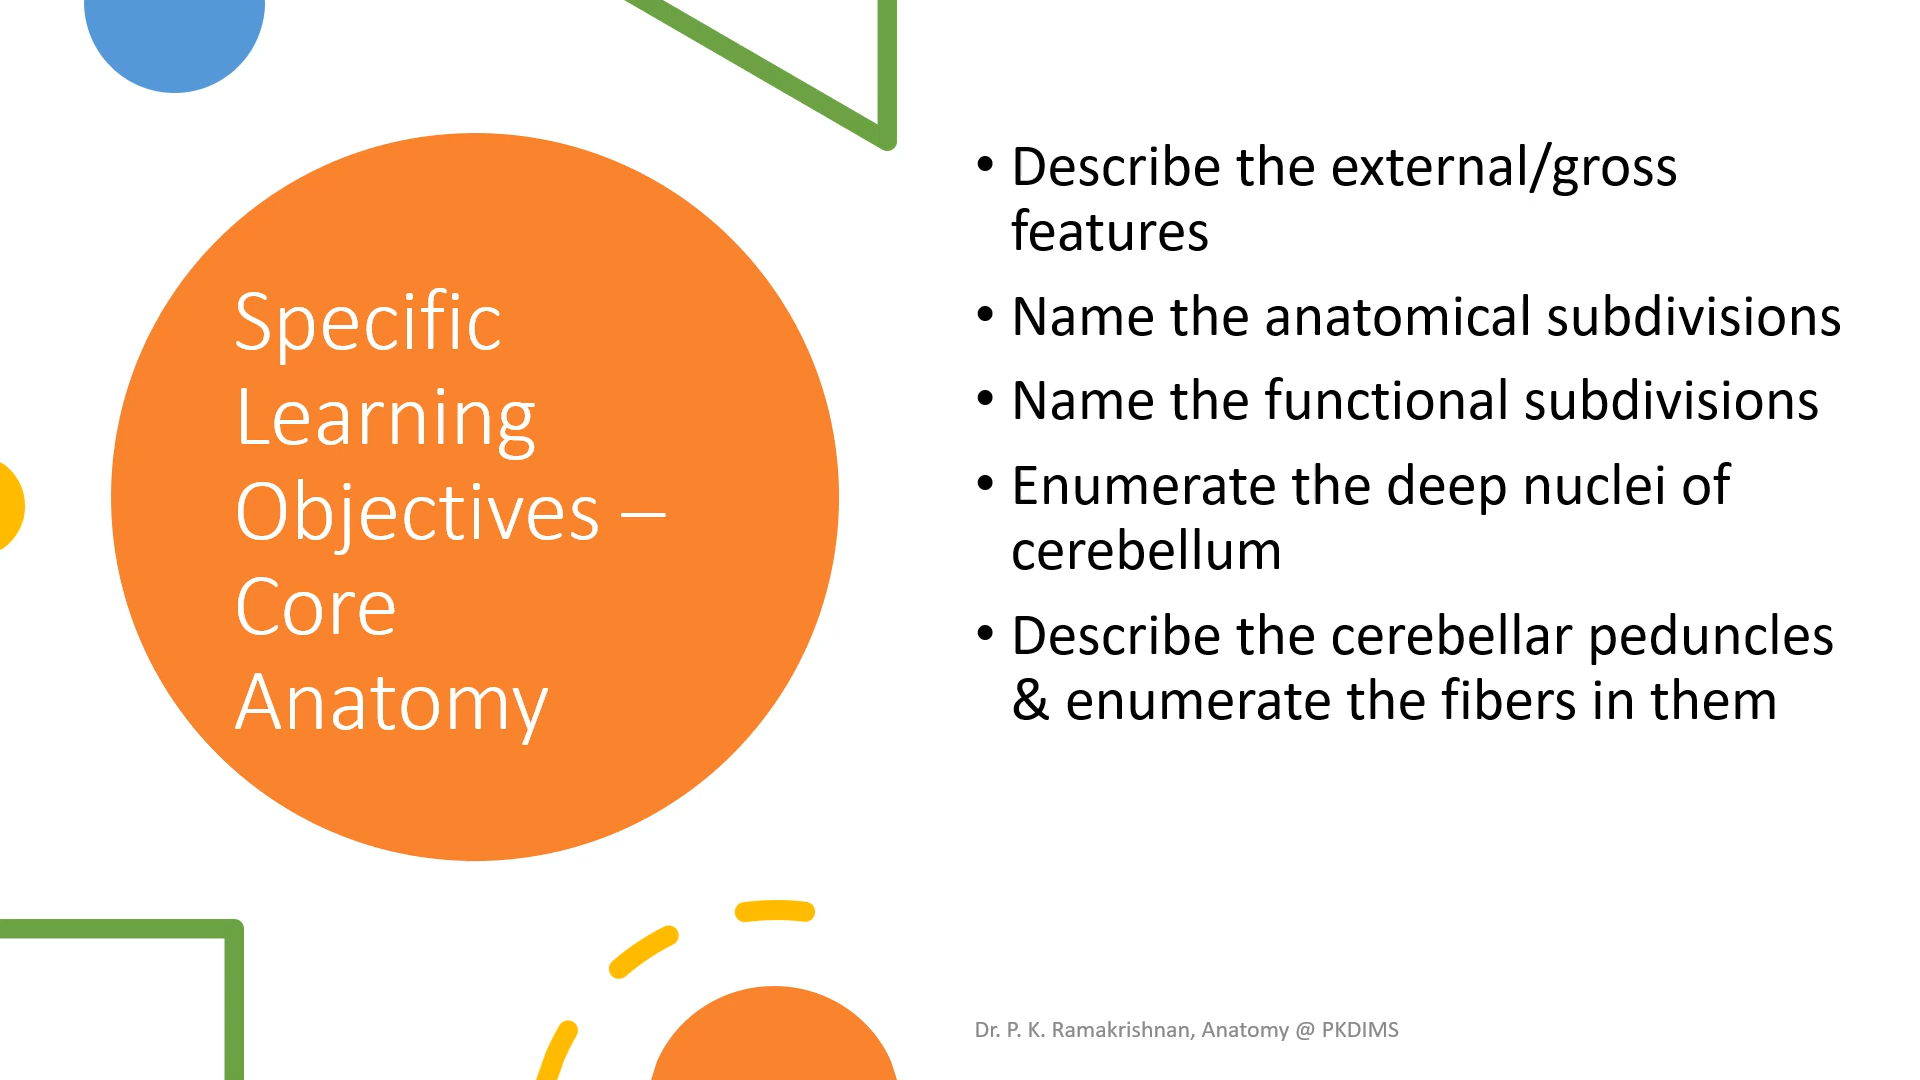 Specific
Learning
Objectives –
Core
Anatomy
• Describe the external/gross
features
• Name the anatomical subdivisions
• Name the functional subdivisions
• Enumerate the deep nuclei of
cerebellum
• Describe the cerebellar peduncles
& enumerate the fibers in them
Dr. P. K. Ramakrishnan, Anatomy @ PKDIMS